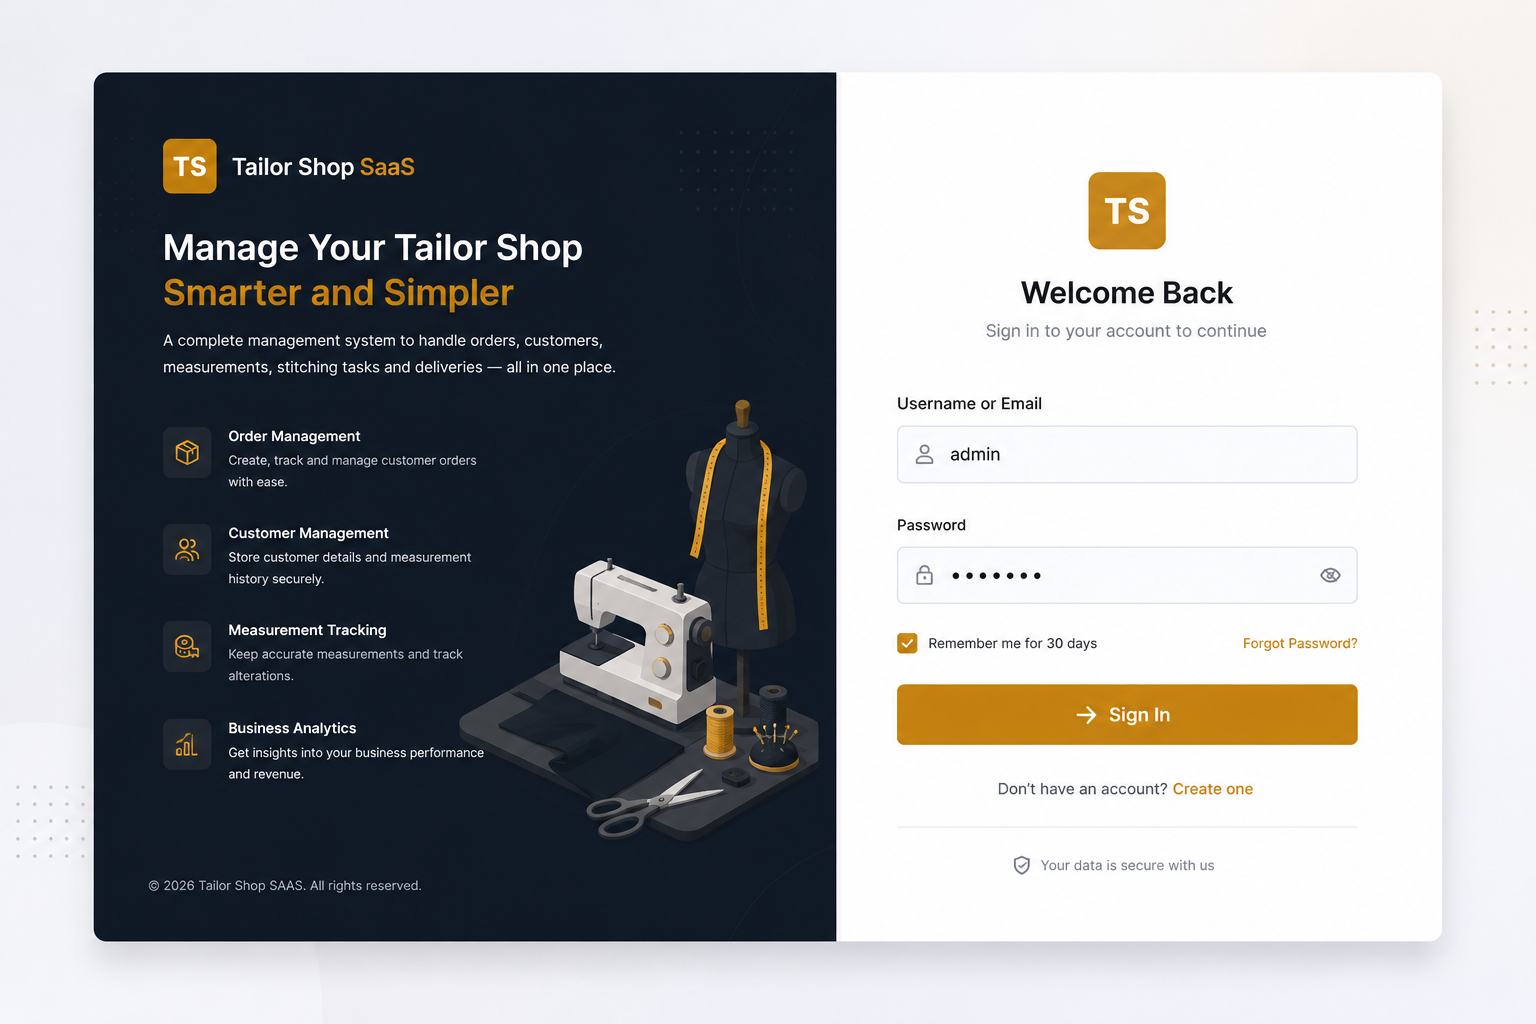 TS
Tailor Shop SaaS
Manage Your Tailor Shop
Smarter and Simpler
A complete management system to handle orders, customers,
measurements, stitching tasks and deliveries — all in one place.
Order Management
Create, track and manage customer orders
with ease.
Customer Management
Store customer details and measurement
history securely.
Measurement Tracking
Keep accurate measurements and track
alterations.
Business Analytics
Get insights into your business performance
and revenue.
© 2026 Tailor Shop SAAS. All rights reserved.
TS
Welcome Back
Sign in to your account to continue
Username or Email
admin
Password
•••••••
Remember me for 30 days
Forgot Password?
Sign In
Don't have an account? Create one
Your data is secure with us